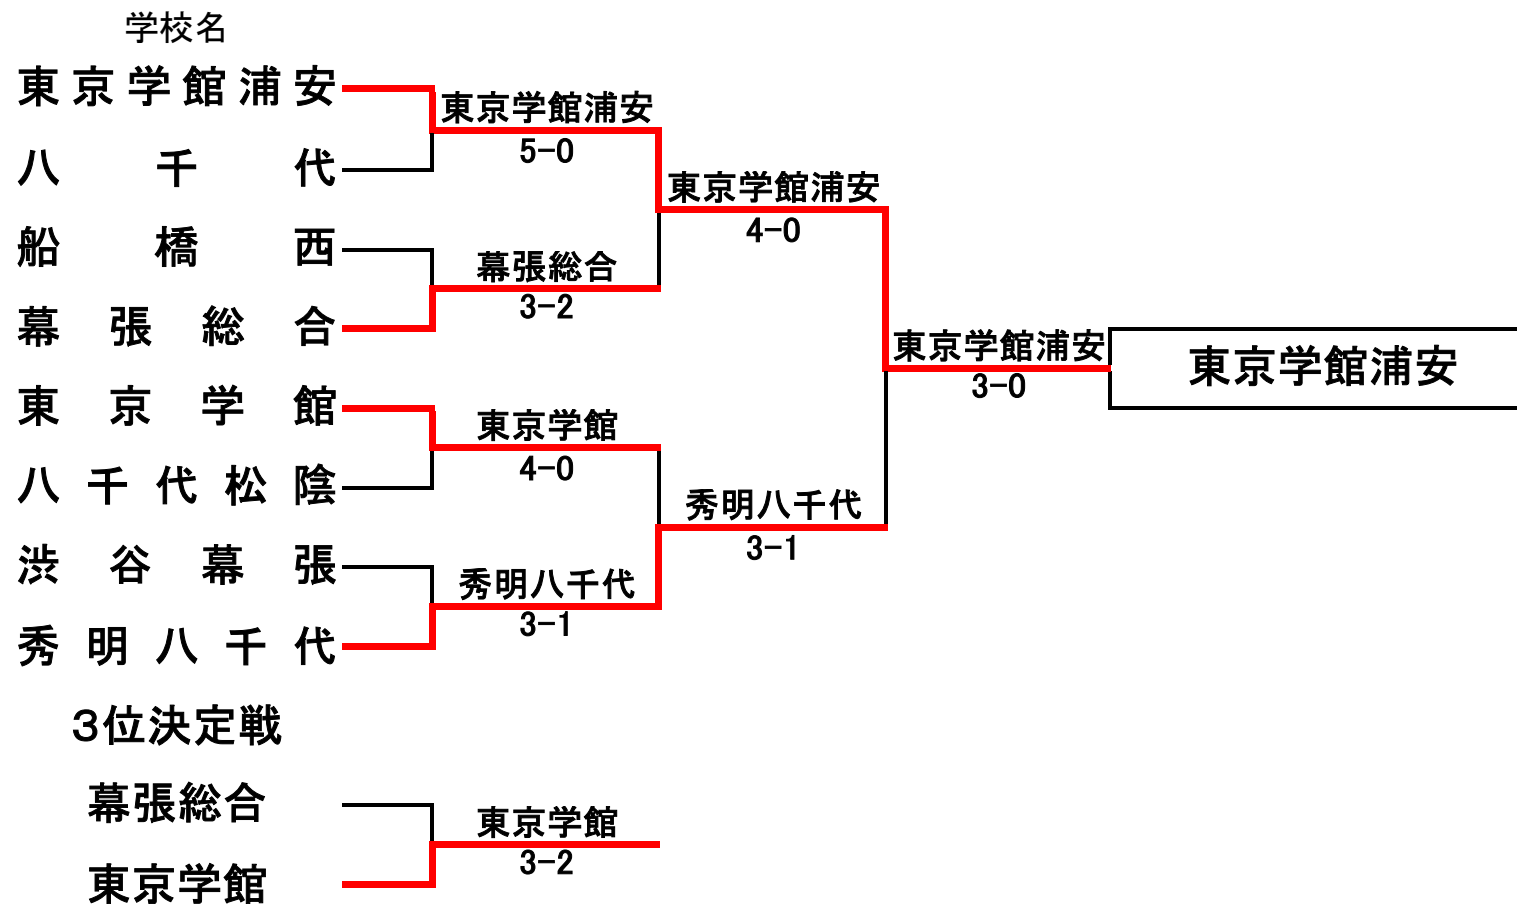 学校名
東京学館浦安
八千代
船橋西
幕張総合
東京学館
八千代松陰
渋谷幕張
秀明八千代
東京学館浦安
5-0
幕張総合
3-2
東京学館
4-0
秀明八千代
3-1
東京学館浦安
4-0
秀明八千代
3-1
東京学館浦安
3-0
東京学館浦安
3位決定戦
幕張総合
東京学館
東京学館
3-2